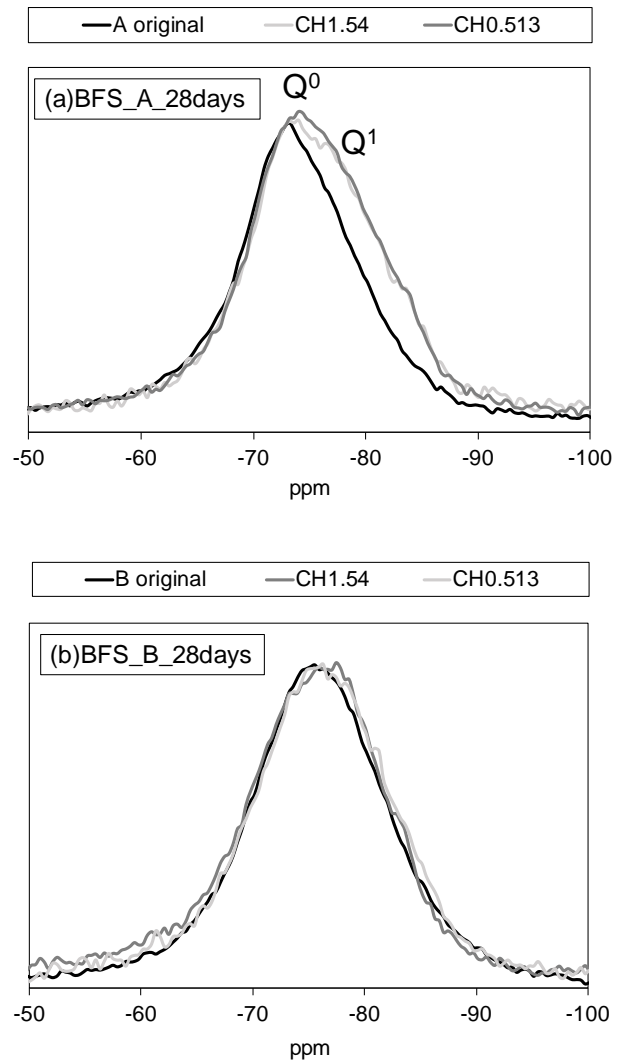 A original CH1.54 CH0.513
(a)BFS_A_28days
Q⁰
Q¹
-50 -60 -70 -80 -90 -100
ppm
B original CH1.54 CH0.513
(b)BFS_B_28days
-50 -60 -70 -80 -90 -100
ppm